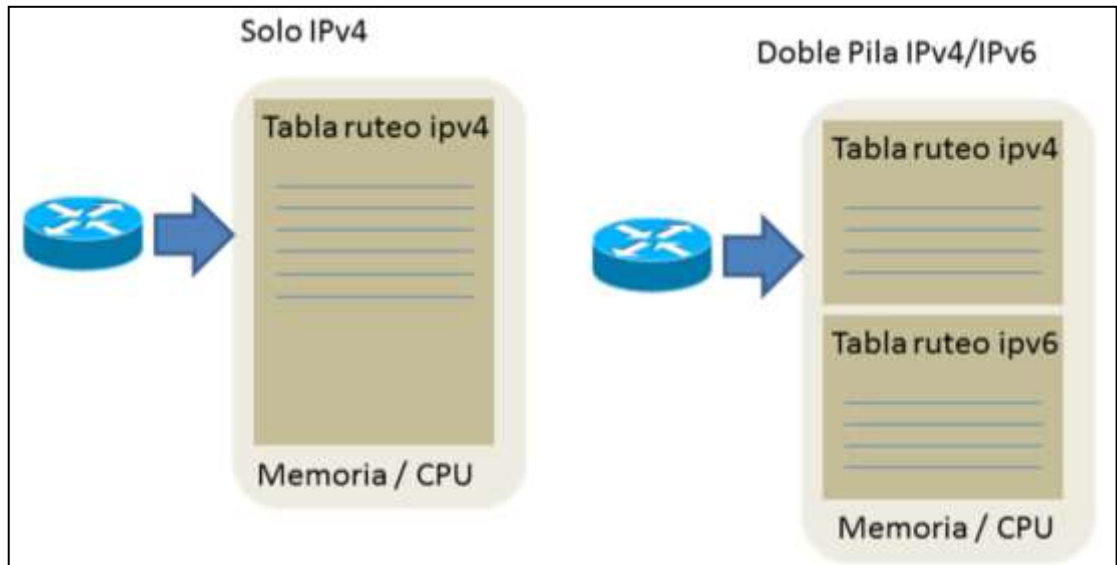 Solo IPv4
Tabla ruteo ipv4
Memoria / CPU
Doble Pila IPv4/IPv6
Tabla ruteo ipv4
Tabla ruteo ipv6
Memoria / CPU